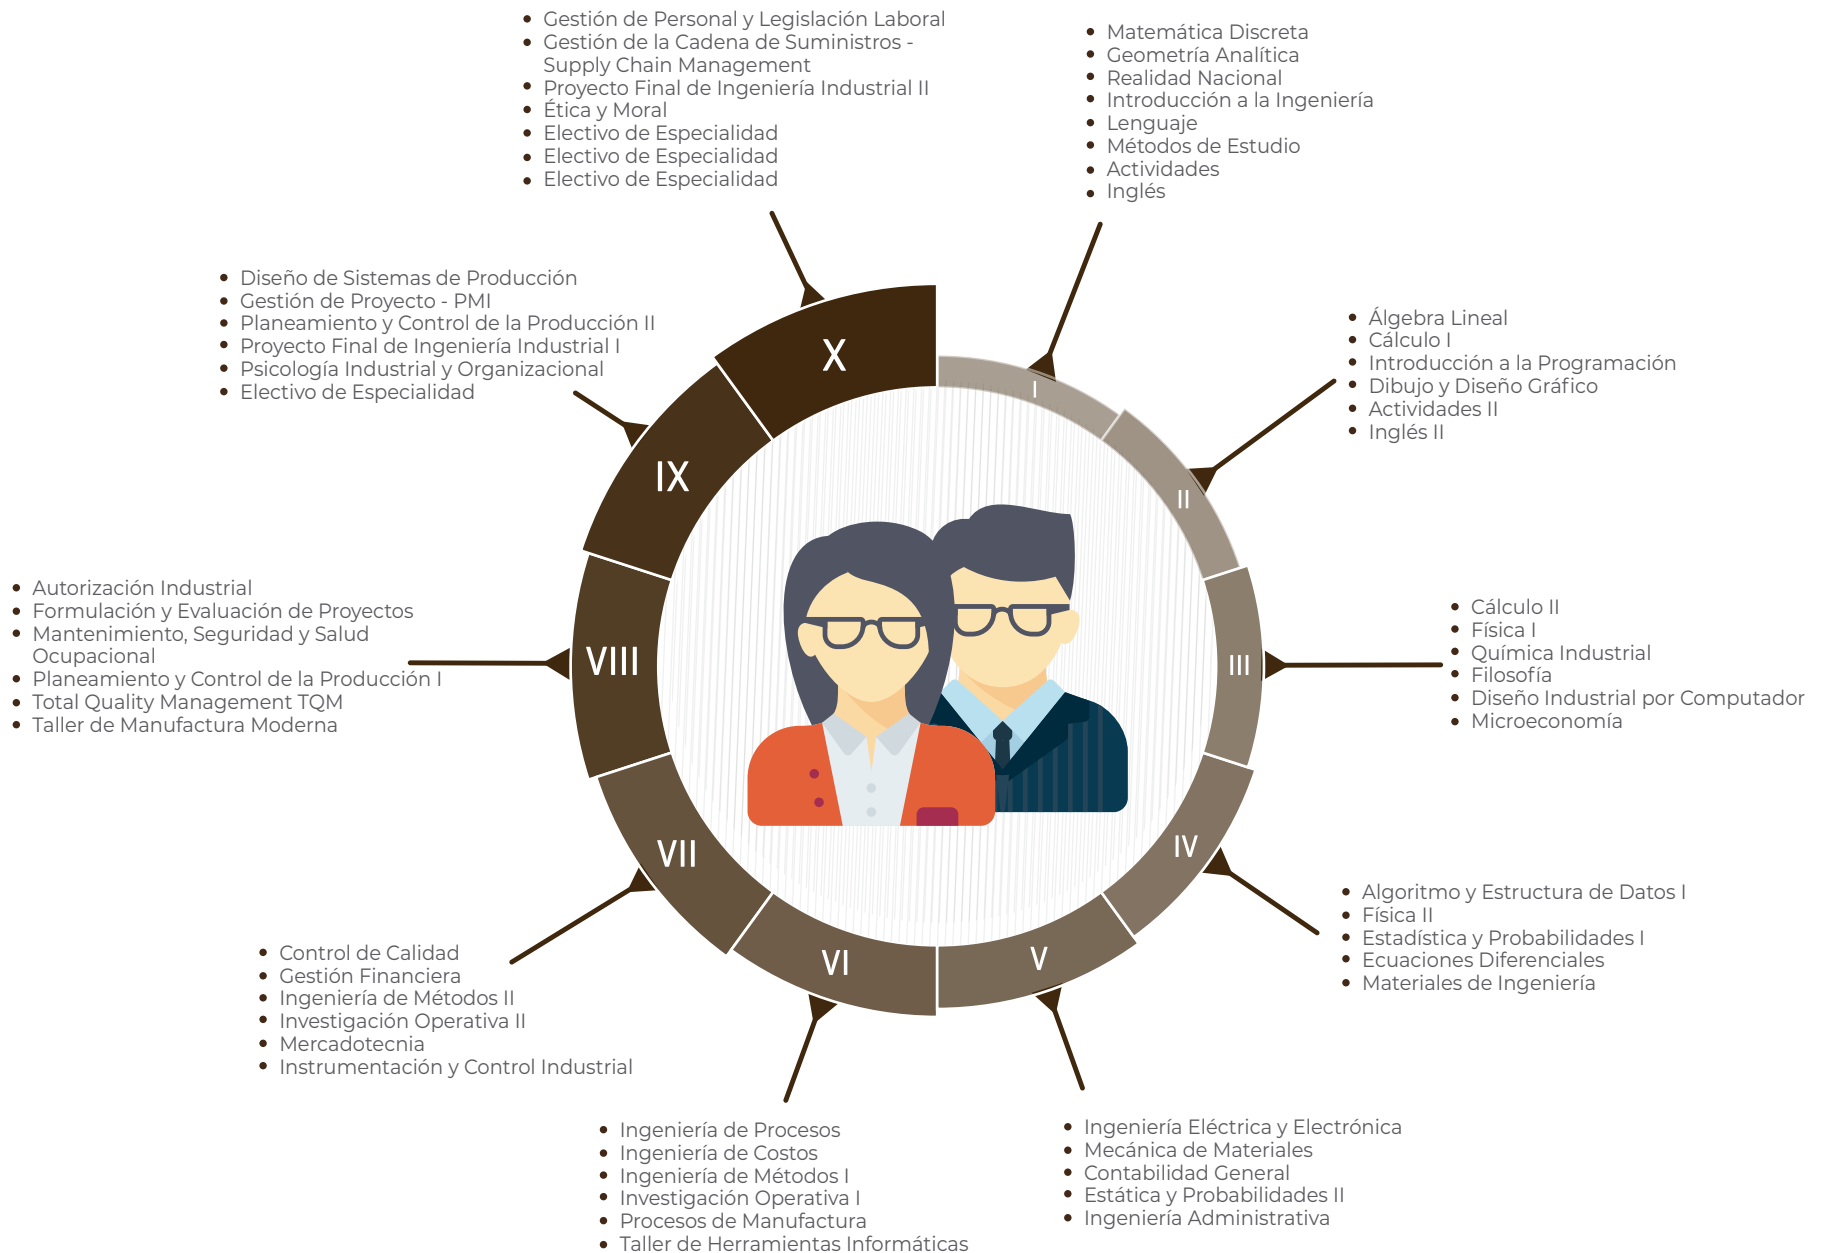 I
• Matemática Discreta
• Geometría Analítica
• Realidad Nacional
• Introducción a la Ingeniería
• Lenguaje
• Métodos de Estudio
• Actividades
• Inglés
II
• Álgebra Lineal
• Cálculo I
• Introducción a la Programación
• Dibujo y Diseño Gráfico
• Actividades II
• Inglés II
III
• Cálculo II
• Física I
• Química Industrial
• Filosofía
• Diseño Industrial por Computador
• Microeconomía
IV
• Algoritmo y Estructura de Datos I
• Física II
• Estadística y Probabilidades I
• Ecuaciones Diferenciales
• Materiales de Ingeniería
V
• Ingeniería Eléctrica y Electrónica
• Mecánica de Materiales
• Contabilidad General
• Estática y Probabilidades II
• Ingeniería Administrativa
VI
• Ingeniería de Procesos
• Ingeniería de Costos
• Ingeniería de Métodos I
• Investigación Operativa I
• Procesos de Manufactura
• Taller de Herramientas Informáticas
VII
• Control de Calidad
• Gestión Financiera
• Ingeniería de Métodos II
• Investigación Operativa II
• Mercadotecnia
• Instrumentación y Control Industrial
VIII
• Autorización Industrial
• Formulación y Evaluación de Proyectos
• Mantenimiento, Seguridad y Salud
Ocupacional
• Planeamiento y Control de la Producción I
• Total Quality Management TQM
• Taller de Manufactura Moderna
IX
• Diseño de Sistemas de Producción
• Gestión de Proyecto - PMI
• Planeamiento y Control de la Producción II
• Proyecto Final de Ingeniería Industrial I
• Psicología Industrial y Organizacional
• Electivo de Especialidad
X
• Gestión de Personal y Legislación Laboral
• Gestión de la Cadena de Suministros -
Supply Chain Management
• Proyecto Final de Ingeniería Industrial II
• Ética y Moral
• Electivo de Especialidad
• Electivo de Especialidad
• Electivo de Especialidad